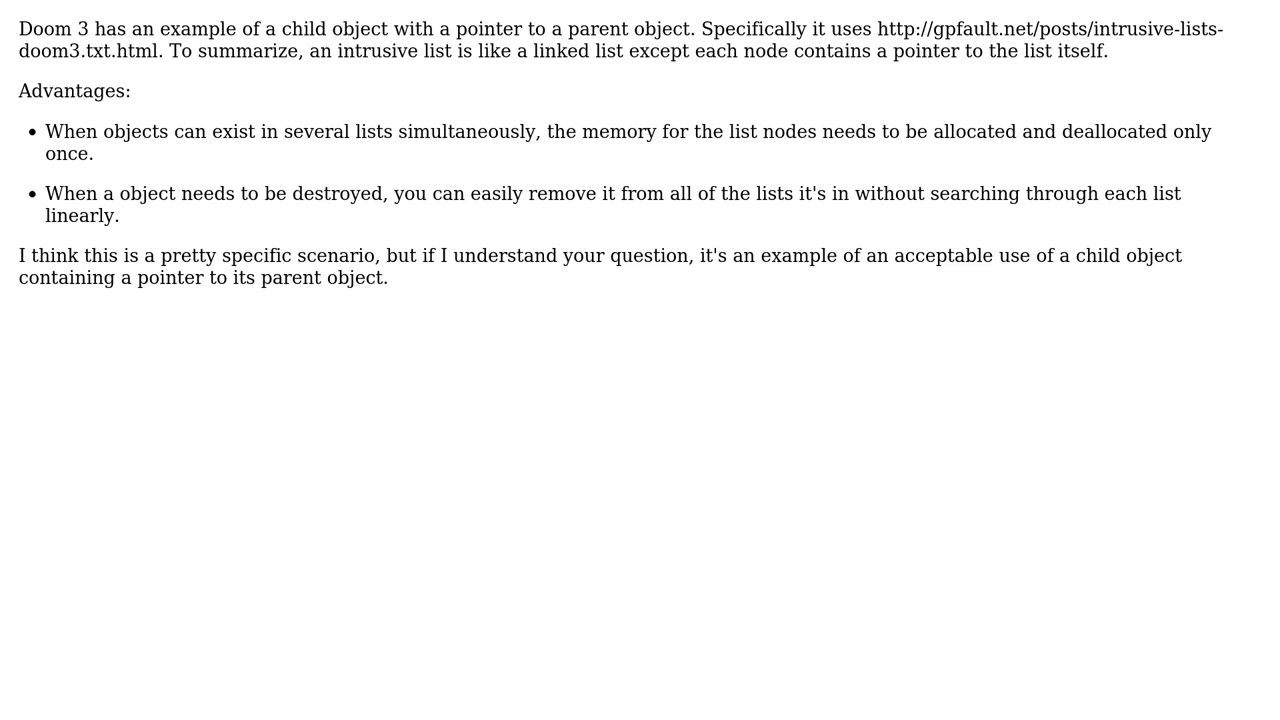 Doom 3 has an example of a child object with a pointer to a parent object. Specifically it uses http://gpfault.net/posts/intrusive-lists-
doom3.txt.html. To summarize, an intrusive list is like a linked list except each node contains a pointer to the list itself.
Advantages:
• When objects can exist in several lists simultaneously, the memory for the list nodes needs to be allocated and deallocated only
once.
• When a object needs to be destroyed, you can easily remove it from all of the lists it's in without searching through each list
linearly.
I think this is a pretty specific scenario, but if I understand your question, it's an example of an acceptable use of a child object
containing a pointer to its parent object.